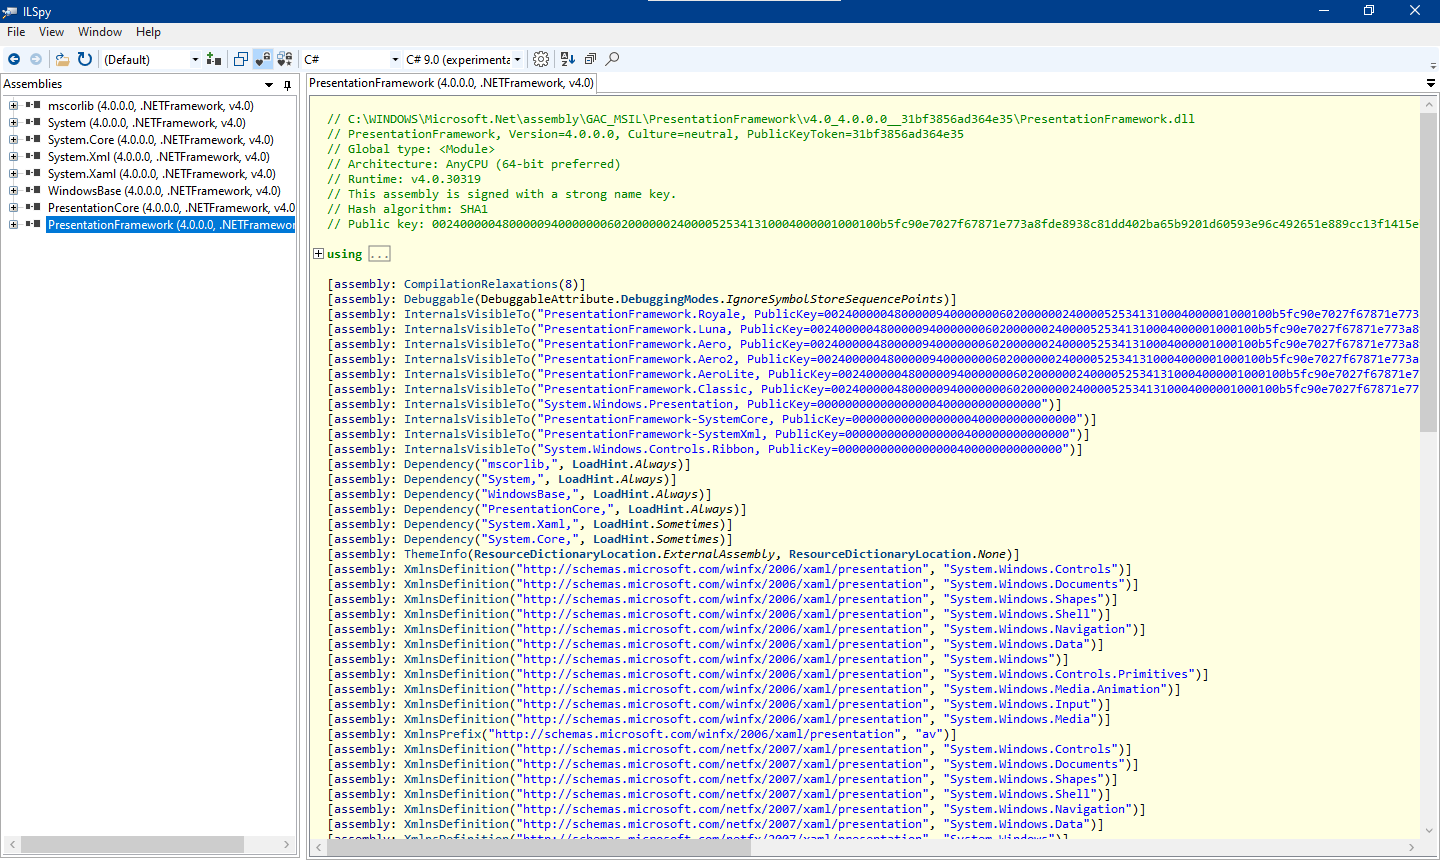 ILSpy
File View Window Help
(Default) C# C# 9.0 (experimenta
Assemblies
mscorlib (4.0.0.0, .NETFramework, v4.0)
System (4.0.0.0, .NETFramework, v4.0)
System.Core (4.0.0.0, .NETFramework, v4.0)
System.Xml (4.0.0.0, .NETFramework, v4.0)
System.Xaml (4.0.0.0, .NETFramework, v4.0)
WindowsBase (4.0.0.0, .NETFramework, v4.0)
PresentationCore (4.0.0.0, .NETFramework, v4.0
PresentationFramework (4.0.0.0, .NETFramewor
PresentationFramework (4.0.0.0, .NETFramework, v4.0)
// C:\WINDOWS\Microsoft.Net\assembly\GAC_MSIL\PresentationFramework\v4.0_4.0.0.0__31bf3856ad364e35\PresentationFramework.dll
// PresentationFramework, Version=4.0.0.0, Culture=neutral, PublicKeyToken=31bf3856ad364e35
// Global type: <Module>
// Architecture: AnyCPU (64-bit preferred)
// Runtime: v4.0.30319
// This assembly is signed with a strong name key.
// Hash algorithm: SHA1
// Public key: 0024000004800000940000000602000000240000525341310004000001000100b5fc90e7027f67871e773a8fde8938c81dd402ba65b9201d60593e96c492651e889cc13f1415e
using ...
[assembly: CompilationRelaxations(8)]
[assembly: Debuggable(DebuggableAttribute.DebuggingModes.IgnoreSymbolStoreSequencePoints)]
[assembly: InternalsVisibleTo("PresentationFramework.Royale, PublicKey=0024000004800000940000000602000000240000525341310004000001000100b5fc90e7027f67871e773
[assembly: InternalsVisibleTo("PresentationFramework.Luna, PublicKey=0024000004800000940000000602000000240000525341310004000001000100b5fc90e7027f67871e773a8
[assembly: InternalsVisibleTo("PresentationFramework.Aero, PublicKey=0024000004800000940000000602000000240000525341310004000001000100b5fc90e7027f67871e773a8
[assembly: InternalsVisibleTo("PresentationFramework.Aero2, PublicKey=0024000004800000940000000602000000240000525341310004000001000100b5fc90e7027f67871e773a
[assembly: InternalsVisibleTo("PresentationFramework.AeroLite, PublicKey=0024000004800000940000000602000000240000525341310004000001000100b5fc90e7027f67871e7
[assembly: InternalsVisibleTo("PresentationFramework.Classic, PublicKey=0024000004800000940000000602000000240000525341310004000001000100b5fc90e7027f67871e77
[assembly: InternalsVisibleTo("System.Windows.Presentation, PublicKey=00000000000000000400000000000000")]
[assembly: InternalsVisibleTo("PresentationFramework-SystemCore, PublicKey=00000000000000000400000000000000")]
[assembly: InternalsVisibleTo("PresentationFramework-SystemXml, PublicKey=00000000000000000400000000000000")]
[assembly: InternalsVisibleTo("System.Windows.Controls.Ribbon, PublicKey=00000000000000000400000000000000")]
[assembly: Dependency("mscorlib,", LoadHint.Always)]
[assembly: Dependency("System,", LoadHint.Always)]
[assembly: Dependency("WindowsBase,", LoadHint.Always)]
[assembly: Dependency("PresentationCore,", LoadHint.Always)]
[assembly: Dependency("System.Xaml,", LoadHint.Sometimes)]
[assembly: Dependency("System.Core,", LoadHint.Sometimes)]
[assembly: ThemeInfo(ResourceDictionaryLocation.ExternalAssembly, ResourceDictionaryLocation.None)]
[assembly: XmlnsDefinition("http://schemas.microsoft.com/winfx/2006/xaml/presentation", "System.Windows.Controls")]
[assembly: XmlnsDefinition("http://schemas.microsoft.com/winfx/2006/xaml/presentation", "System.Windows.Documents")]
[assembly: XmlnsDefinition("http://schemas.microsoft.com/winfx/2006/xaml/presentation", "System.Windows.Shapes")]
[assembly: XmlnsDefinition("http://schemas.microsoft.com/winfx/2006/xaml/presentation", "System.Windows.Shell")]
[assembly: XmlnsDefinition("http://schemas.microsoft.com/winfx/2006/xaml/presentation", "System.Windows.Navigation")]
[assembly: XmlnsDefinition("http://schemas.microsoft.com/winfx/2006/xaml/presentation", "System.Windows.Data")]
[assembly: XmlnsDefinition("http://schemas.microsoft.com/winfx/2006/xaml/presentation", "System.Windows")]
[assembly: XmlnsDefinition("http://schemas.microsoft.com/winfx/2006/xaml/presentation", "System.Windows.Controls.Primitives")]
[assembly: XmlnsDefinition("http://schemas.microsoft.com/winfx/2006/xaml/presentation", "System.Windows.Media.Animation")]
[assembly: XmlnsDefinition("http://schemas.microsoft.com/winfx/2006/xaml/presentation", "System.Windows.Input")]
[assembly: XmlnsDefinition("http://schemas.microsoft.com/winfx/2006/xaml/presentation", "System.Windows.Media")]
[assembly: XmlnsPrefix("http://schemas.microsoft.com/winfx/2006/xaml/presentation", "av")]
[assembly: XmlnsDefinition("http://schemas.microsoft.com/netfx/2007/xaml/presentation", "System.Windows.Controls")]
[assembly: XmlnsDefinition("http://schemas.microsoft.com/netfx/2007/xaml/presentation", "System.Windows.Documents")]
[assembly: XmlnsDefinition("http://schemas.microsoft.com/netfx/2007/xaml/presentation", "System.Windows.Shapes")]
[assembly: XmlnsDefinition("http://schemas.microsoft.com/netfx/2007/xaml/presentation", "System.Windows.Shell")]
[assembly: XmlnsDefinition("http://schemas.microsoft.com/netfx/2007/xaml/presentation", "System.Windows.Navigation")]
[assembly: XmlnsDefinition("http://schemas.microsoft.com/netfx/2007/xaml/presentation", "System.Windows.Data")]
[assembly: XmlnsDefinition("http://schemas.microsoft.com/netfx/2007/xaml/presentation", "System.Windows")]